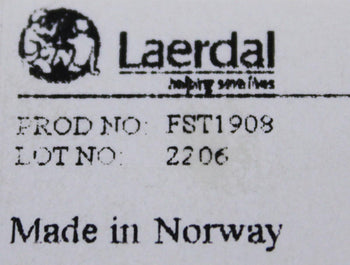 Laerdal
helping save lives
PROD NO: FST1908
LOT NO: 2206
Made in Norway